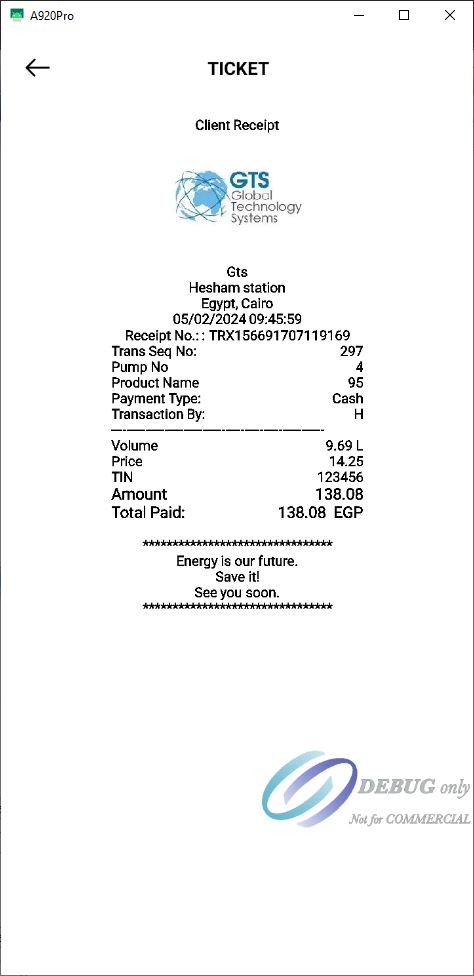 A920Pro
TICKET
Client Receipt
GTS
Global
Technology
Systems
Gts
Hesham station
Egypt, Cairo
05/02/2024 09:45:59
Receipt No.: : TRX156691707119169
Trans Seq No: 297
Pump No 4
Product Name 95
Payment Type: Cash
Transaction By: H
----------------------------------------
Volume 9.69 L
Price 14.25
TIN 123456
Amount 138.08
Total Paid: 138.08 EGP
********************************
Energy is our future.
Save it!
See you soon.
********************************
DEBUG only
Not for COMMERCIAL